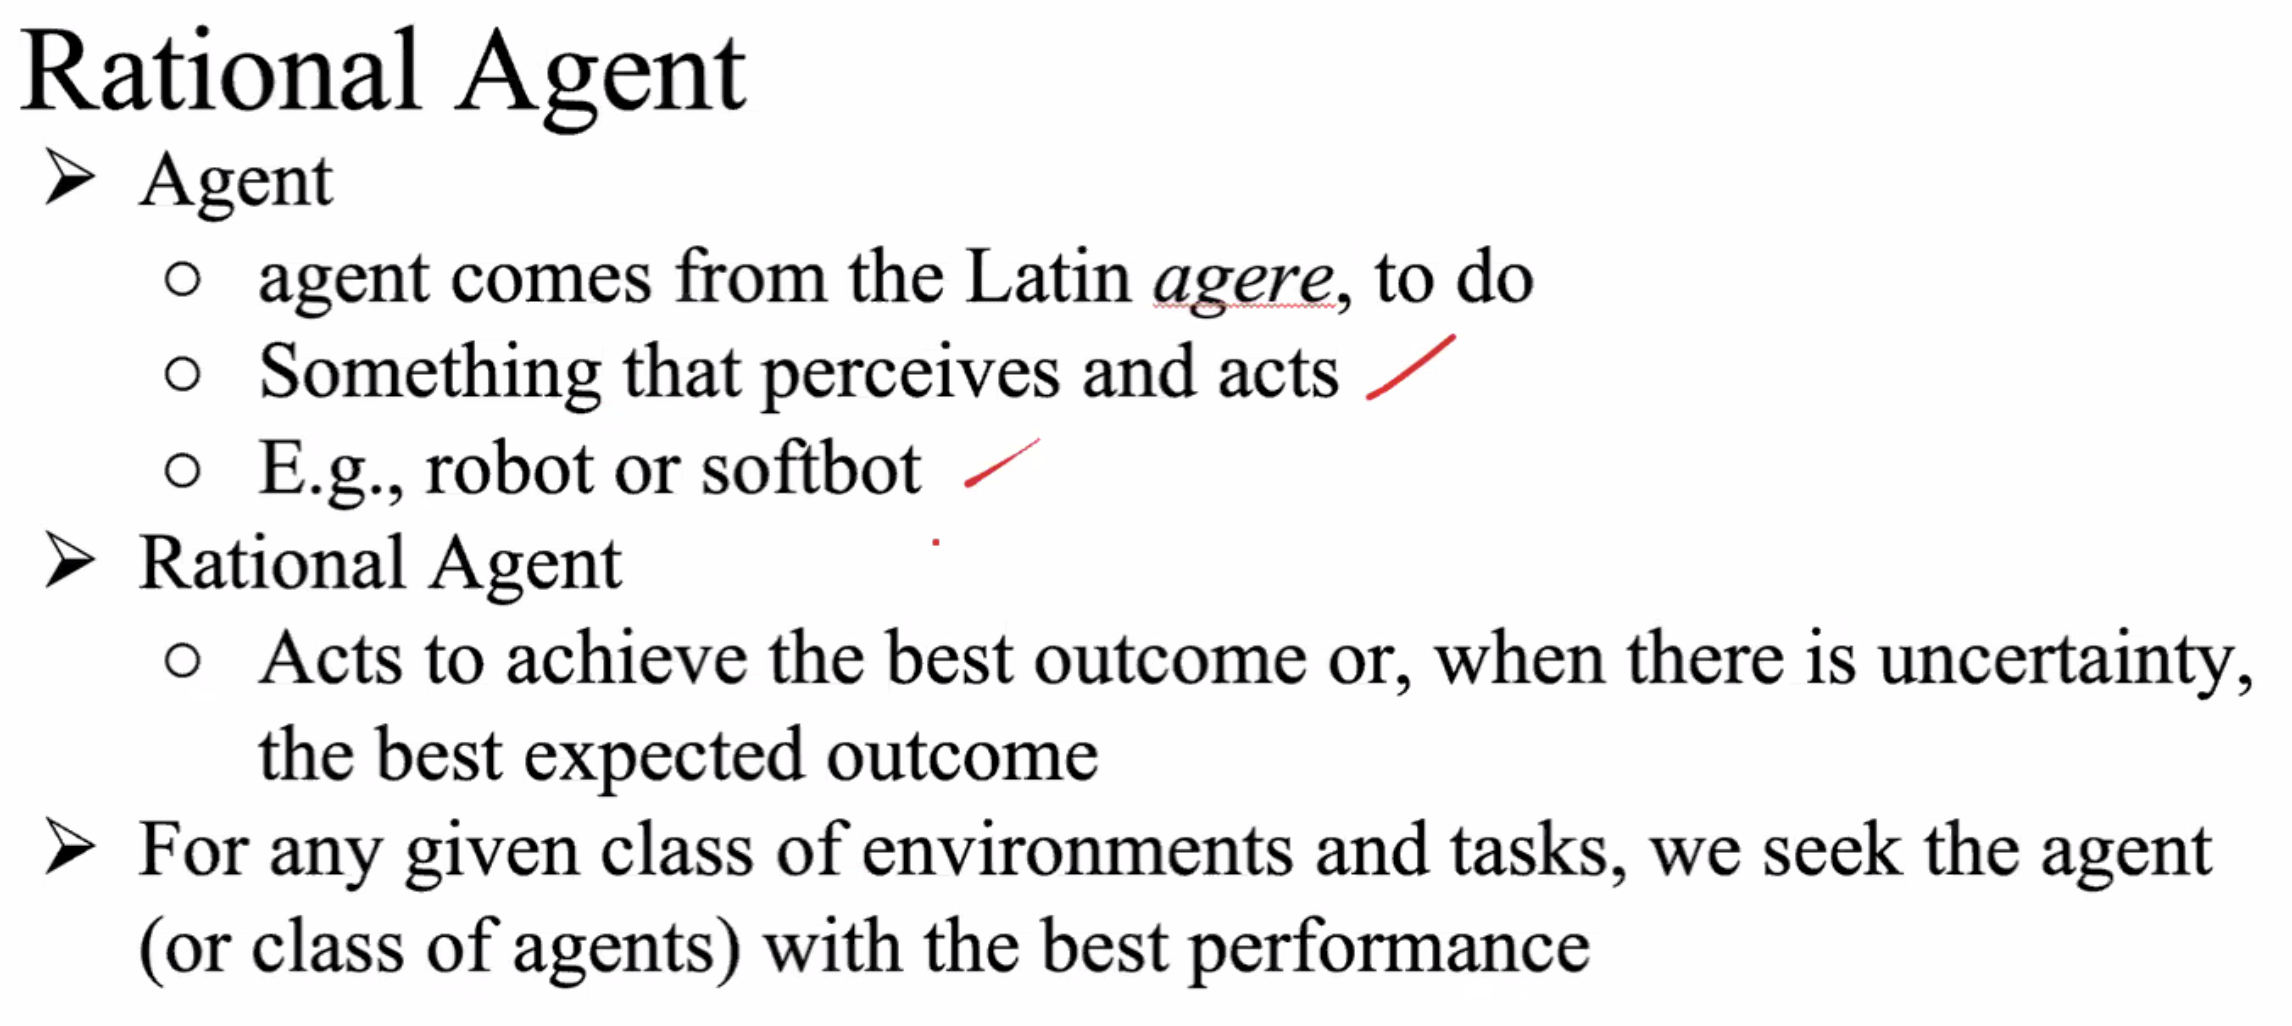 Rational Agent
➢ Agent
○ agent comes from the Latin agere, to do
○ Something that perceives and acts
○ E.g., robot or softbot
➢ Rational Agent
○ Acts to achieve the best outcome or, when there is uncertainty,
the best expected outcome
➢ For any given class of environments and tasks, we seek the agent
(or class of agents) with the best performance